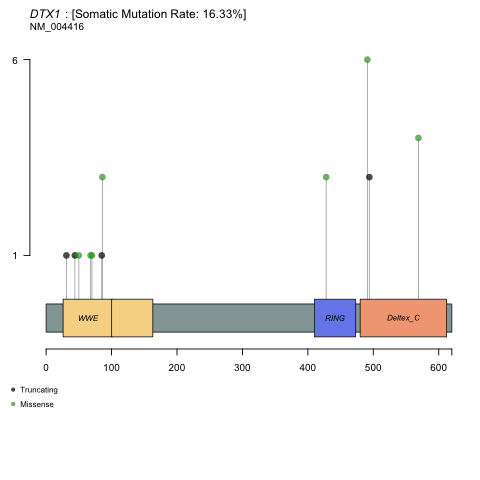 DTX1 : [Somatic Mutation Rate: 16.33%]
NM_004416
6
1
WWE
RING
Deltex_C
0 100 200 300 400 500 600
Truncating
Missense